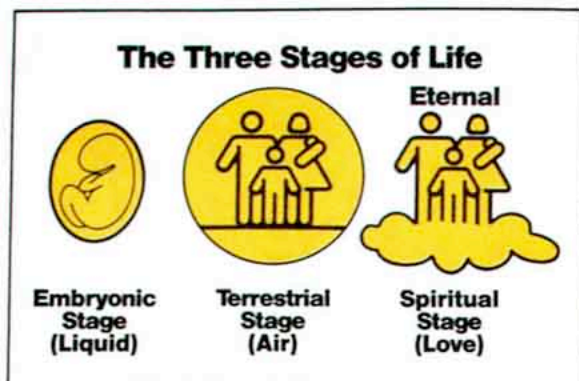 The Three Stages of Life
Eternal
Embryonic
Stage
(Liquid)
Terrestrial
Stage
(Air)
Spiritual
Stage
(Love)